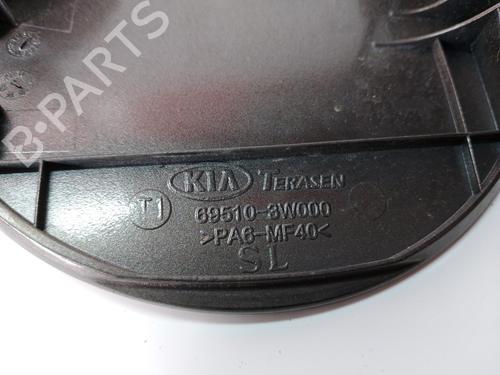 B-PARTS
KIA TERASEN
T1
69510-3W000
>PA6-MF40<
SL